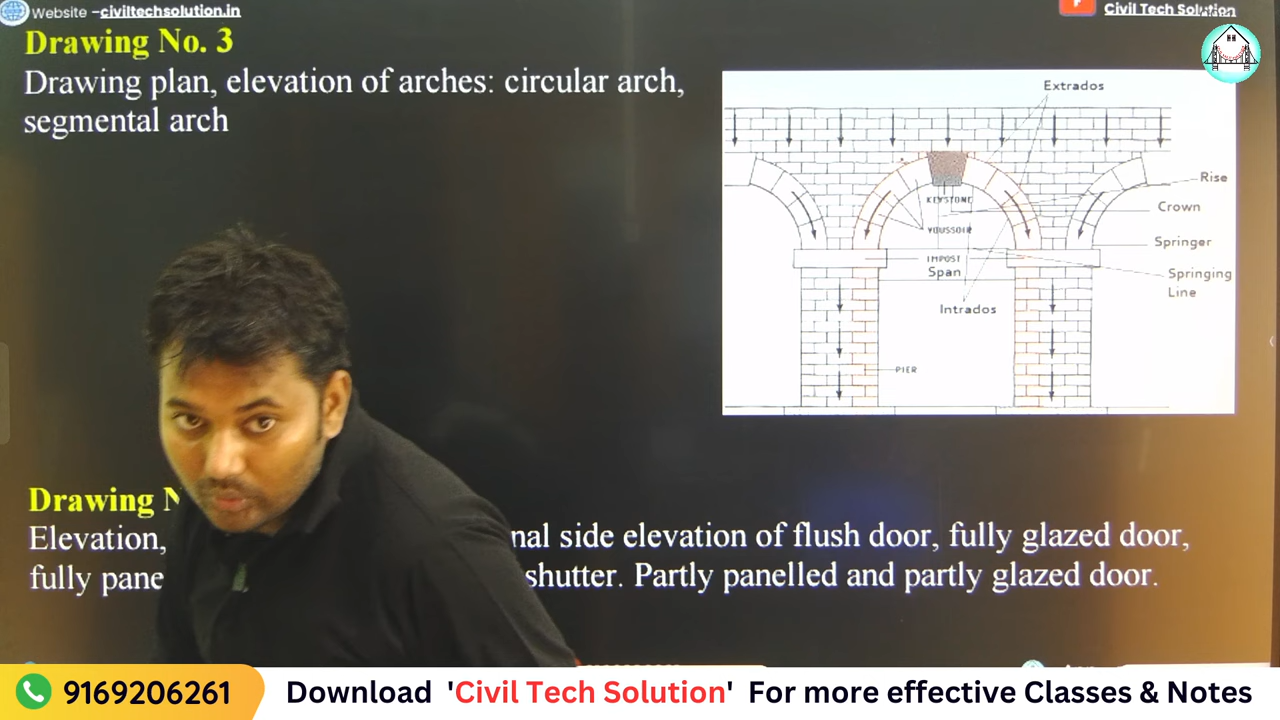 Website -civiltechsolution.in
Civil Tech Solution
Drawing No. 3
Drawing plan, elevation of arches: circular arch,
segmental arch
Extrados
Rise
KEYSTONE
Crown
VOUSSOIR
Springer
IMPOST
Span
Springing
Line
Intrados
PIER
Drawing N
Elevation, nal side elevation of flush door, fully glazed door,
fully pane shutter. Partly panelled and partly glazed door.
9169206261 Download 'Civil Tech Solution' For more effective Classes & Notes